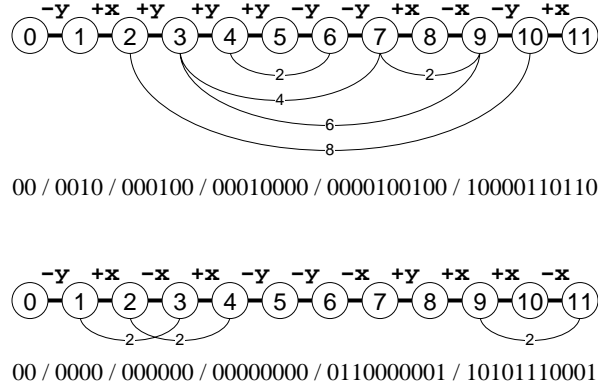 -y +x +y +y +y -y -y +x -x -y +x
0 1 2 3 4 5 6 7 8 9 10 11
2 2
4
6
8
00 / 0010 / 000100 / 00010000 / 0000100100 / 10000110110
-y +x -x +x -y -y -x +y +x +x -x
0 1 2 3 4 5 6 7 8 9 10 11
2 2 2
00 / 0000 / 000000 / 00000000 / 0110000001 / 10101110001